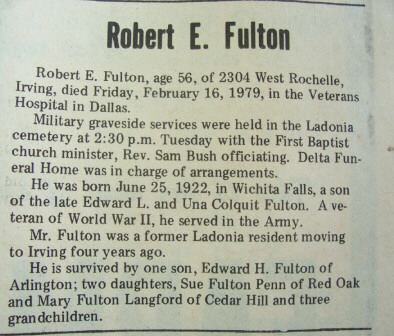 Robert E. Fulton
Robert E. Fulton, age 56, of 2304 West Rochelle,
Irving, died Friday, February 16, 1979, in the Veterans
Hospital in Dallas.
Military graveside services were held in the Ladonia
cemetery at 2:30 p.m. Tuesday with the First Baptist
church minister, Rev. Sam Bush officiating. Delta Fun-
eral Home was in charge of arrangements.
He was born June 25, 1922, in Wichita Falls, a son
of the late Edward L. and Una Colquit Fulton. A ve-
teran of World War II, he served in the Army.
Mr. Fulton was a former Ladonia resident moving
to Irving four years ago.
He is survived by one son, Edward H. Fulton of
Arlington; two daughters, Sue Fulton Penn of Red Oak
and Mary Fulton Langford of Cedar Hill and three
grandchildren.